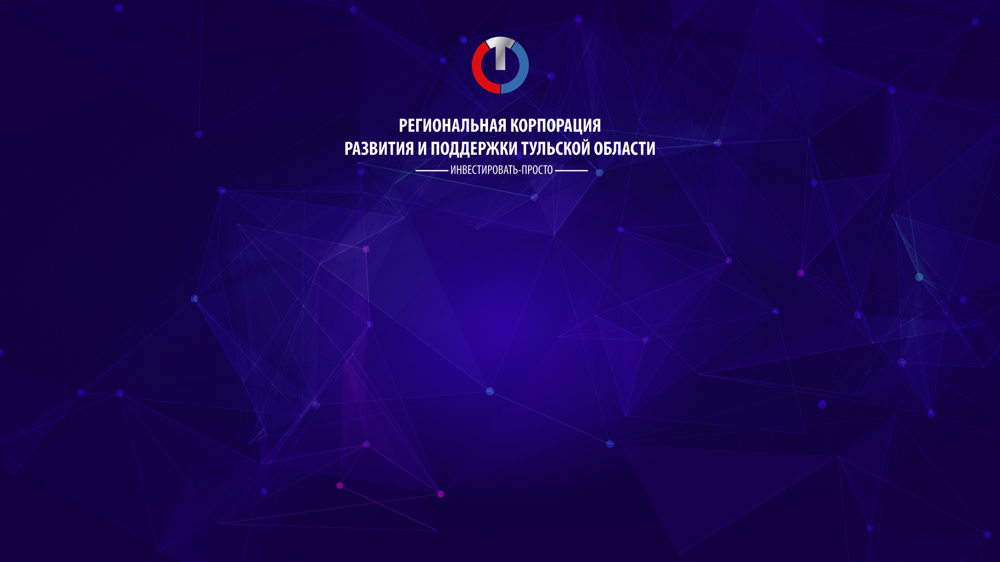 РЕГИОНАЛЬНАЯ КОРПОРАЦИЯ
РАЗВИТИЯ И ПОДДЕРЖКИ ТУЛЬСКОЙ ОБЛАСТИ
ИНВЕСТИРОВАТЬ-ПРОСТО